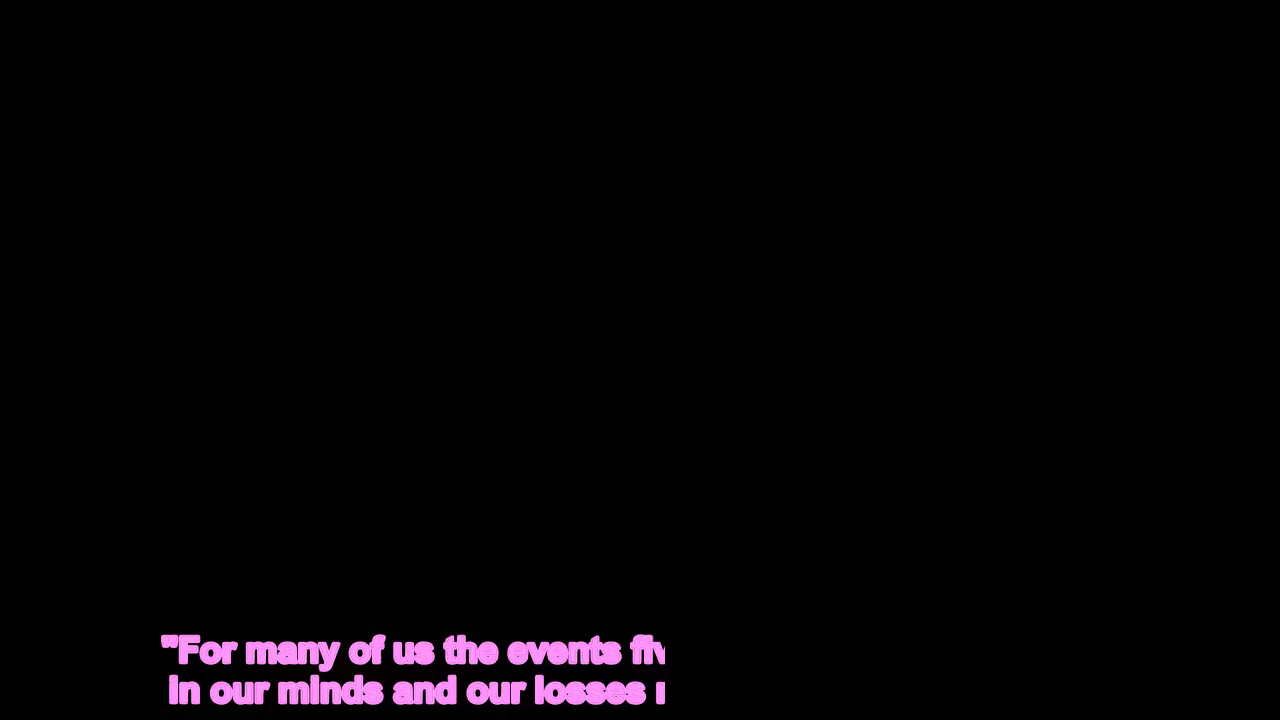 "For many of us the events
in our minds and our losses